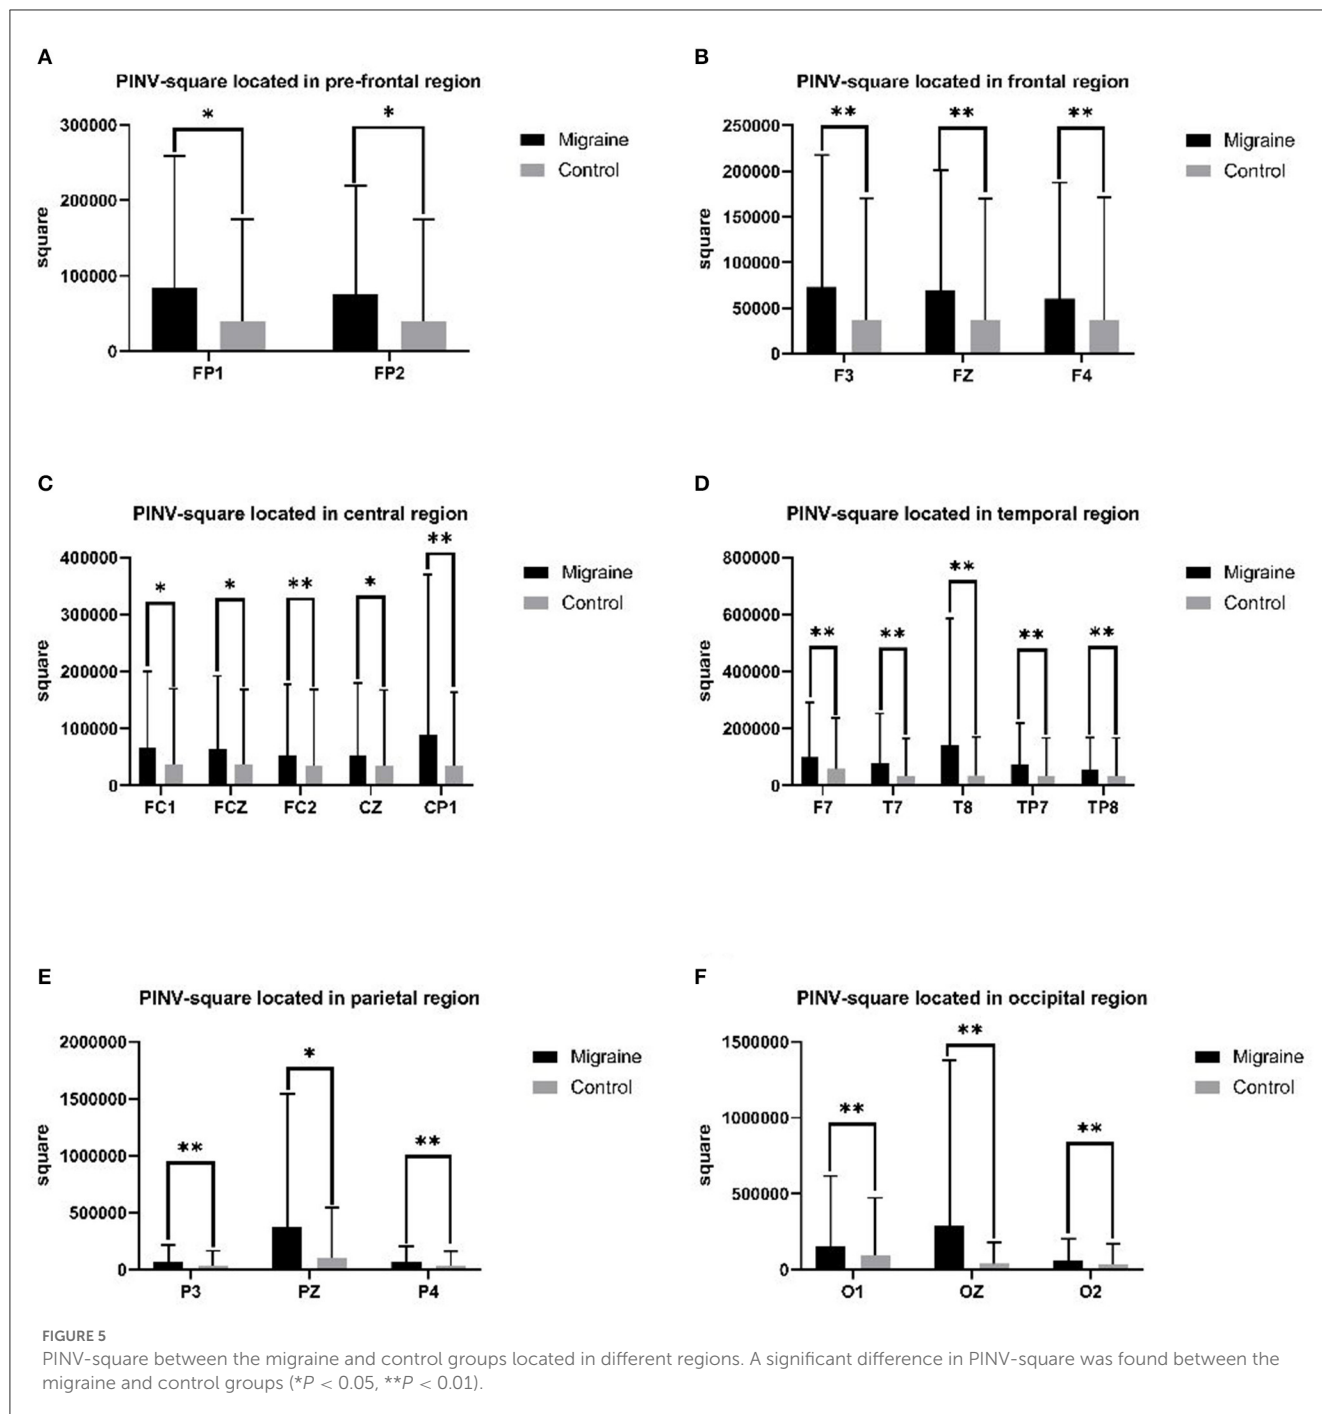 A
PINV-square located in pre-frontal region
* *
300000
200000
100000
0
square
FP1 FP2
Migraine
Control
B
PINV-square located in frontal region
** ** **
250000
200000
150000
100000
50000
0
square
F3 FZ F4
Migraine
Control
C
PINV-square located in central region
* * ** * **
400000
300000
200000
100000
0
square
FC1 FCZ FC2 CZ CP1
Migraine
Control
D
PINV-square located in temporal region
** ** ** ** **
800000
600000
400000
200000
0
square
F7 T7 T8 TP7 TP8
Migraine
Control
E
PINV-square located in parietal region
** * **
2000000
1500000
1000000
500000
0
square
P3 PZ P4
Migraine
Control
F
PINV-square located in occipital region
** ** **
1500000
1000000
500000
0
square
O1 OZ O2
Migraine
Control
FIGURE 5
PINV-square between the migraine and control groups located in different regions. A significant difference in PINV-square was found between the
migraine and control groups (*P < 0.05, **P < 0.01).